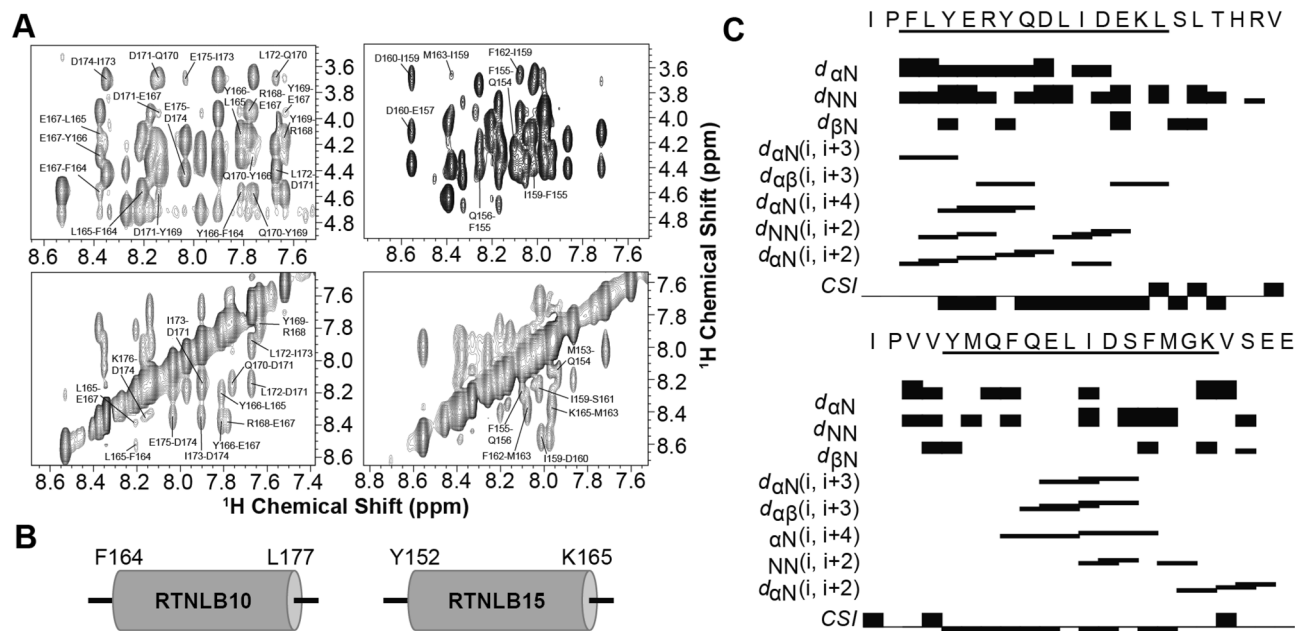 A
D174-I173
D171-Q170
E175-I173
L172-Q170
D171-E167
E175-
D174
Y166-
L165
R168-
E167
Y169-
E167
Y169-
R168
E167-L165
E167-Y166
E167-F164
Q170-Y166
L172-
D171
L165-F164
D171-Y169
Y166-F164
Q170-Y169
8.6 8.4 8.2 8.0 7.8 7.6
3.6
3.8
4.0
4.2
4.4
4.6
4.8
D160-I159
M163-I159
F162-I159
F155-
Q154
D160-E157
Q156-
F155
I159-F155
8.6 8.4 8.2 8.0 7.8 7.6
3.6
3.8
4.0
4.2
4.4
4.6
4.8
K176-
D174
L165-
E167
L165-F164
I173-
D171
Y169-
R168
L172-I173
Q170-D171
L172-D171
Y166-L165
R168-E167
Y166-E167
E175-D174
I173-D174
8.6 8.4 8.2 8.0 7.8 7.6 7.4
7.6
7.8
8.0
8.2
8.4
8.6
M153-
Q154
I159-S161
K165-M163
F155-
Q156
F162-M163
I159-D160
8.6 8.4 8.2 8.0 7.8 7.6
7.6
7.8
8.0
8.2
8.4
8.6
¹H Chemical Shift (ppm)
¹H Chemical Shift (ppm)
B
F164 L177
RTNLB10
Y152 K165
RTNLB15
C
I P F L Y E R Y Q D L I D E K L S L T H R V
dαN
dNN
dβN
dαN(i, i+3)
dαβ(i, i+3)
dαN(i, i+4)
dNN(i, i+2)
dαN(i, i+2)
CSI
I P V V Y M Q F Q E L I D S F M G K V S E E
dαN
dNN
dβN
dαN(i, i+3)
dαβ(i, i+3)
αN(i, i+4)
NN(i, i+2)
dαN(i, i+2)
CSI